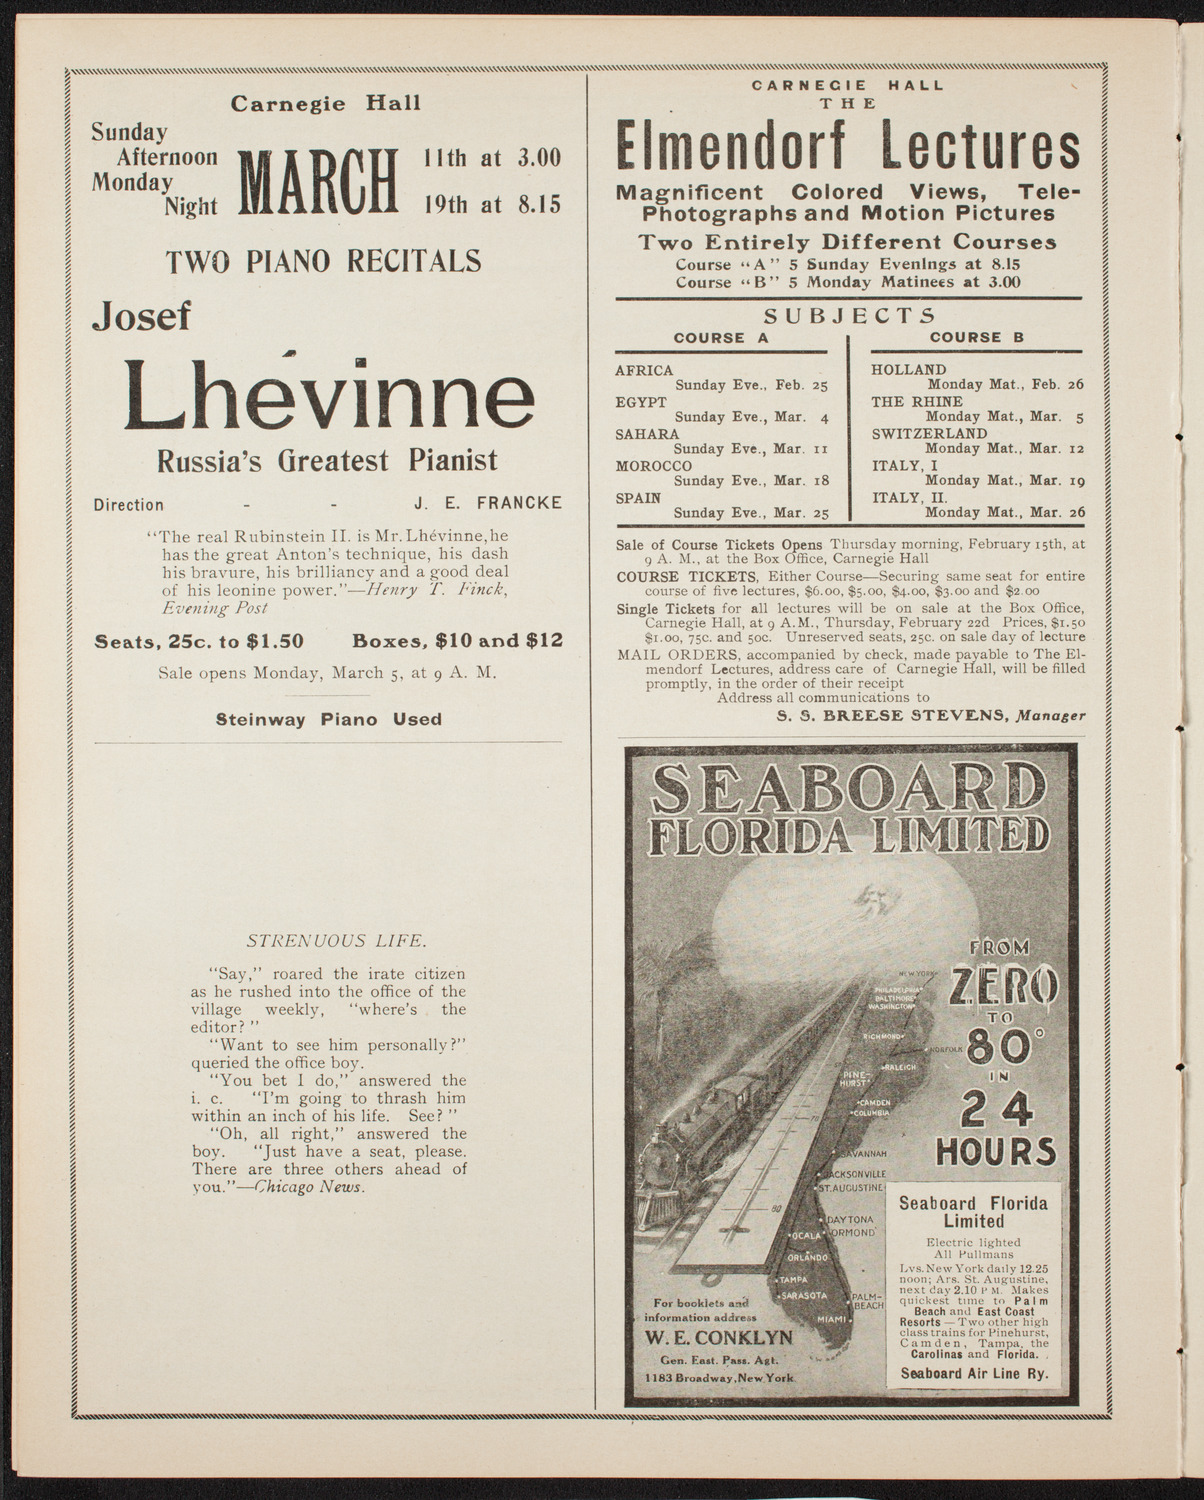 Carnegie Hall
Sunday
Afternoon
Monday
Night
MARCH
11th at 3.00
19th at 8.15
TWO PIANO RECITALS
Josef
Lhévinne
Russia's Greatest Pianist
Direction - - J. E. FRANCKE
"The real Rubinstein II. is Mr. Lhévinne, he
has the great Anton's technique, his dash
his bravure, his brilliancy and a good deal
of his leonine power."—Henry T. Finck,
Evening Post
Seats, 25c. to $1.50 Boxes, $10 and $12
Sale opens Monday, March 5, at 9 A. M.
Steinway Piano Used
STRENUOUS LIFE.
"Say," roared the irate citizen
as he rushed into the office of the
village weekly, "where's the
editor?"
"Want to see him personally?"
queried the office boy.
"You bet I do," answered the
i. c. "I'm going to thrash him
within an inch of his life. See?"
"Oh, all right," answered the
boy. "Just have a seat, please.
There are three others ahead of
you."—Chicago News.
CARNEGIE HALL
THE
Elmendorf Lectures
Magnificent Colored Views, Tele-
Photographs and Motion Pictures
Two Entirely Different Courses
Course "A" 5 Sunday Evenings at 8.15
Course "B" 5 Monday Matinees at 3.00
SUBJECTS
COURSE A
AFRICA
Sunday Eve., Feb. 25
EGYPT
Sunday Eve., Mar. 4
SAHARA
Sunday Eve., Mar. 11
MOROCCO
Sunday Eve., Mar. 18
SPAIN
Sunday Eve., Mar. 25
COURSE B
HOLLAND
Monday Mat., Feb. 26
THE RHINE
Monday Mat., Mar. 5
SWITZERLAND
Monday Mat., Mar. 12
ITALY, I
Monday Mat., Mar. 19
ITALY, II.
Monday Mat., Mar. 26
Sale of Course Tickets Opens Thursday morning, February 15th, at
9 A. M., at the Box Office, Carnegie Hall
COURSE TICKETS, Either Course—Securing same seat for entire
course of five lectures, $6.00, $5.00, $4.00, $3.00 and $2.00
Single Tickets for all lectures will be on sale at the Box Office,
Carnegie Hall, at 9 A.M., Thursday, February 22d Prices, $1.50
$1.00, 75c. and 50c. Unreserved seats, 25c. on sale day of lecture
MAIL ORDERS, accompanied by check, made payable to The El-
mendorf Lectures, address care of Carnegie Hall, will be filled
promptly, in the order of their receipt
Address all communications to
S. S. BREESE STEVENS, Manager
SEABOARD
FLORIDA LIMITED
FROM
ZERO
TO
80°
IN
24
HOURS
NEW YORK
PHILADELPHIA
BALTIMORE
WASHINGTON
RICHMOND
NORFOLK
RALEIGH
PINE-
HURST
CAMDEN
COLUMBIA
70
SAVANNAH
JACKSONVILLE
ST. AUGUSTINE
80
DAYTONA
OCALA
ORMOND
ORLANDO
TAMPA
SARASOTA
PALM-
BEACH
MIAMI
For booklets and
information address
W. E. CONKLYN
Gen. East. Pass. Agt.
1183 Broadway, New York
Seaboard Florida
Limited
Electric lighted
All Pullmans
Lvs. New York daily 12.25
noon; Ars. St. Augustine,
next day 2.10 P M. Makes
quickest time to Palm
Beach and East Coast
Resorts — Two other high
class trains for Pinehurst,
Camden, Tampa, the
Carolinas and Florida.
Seaboard Air Line Ry.